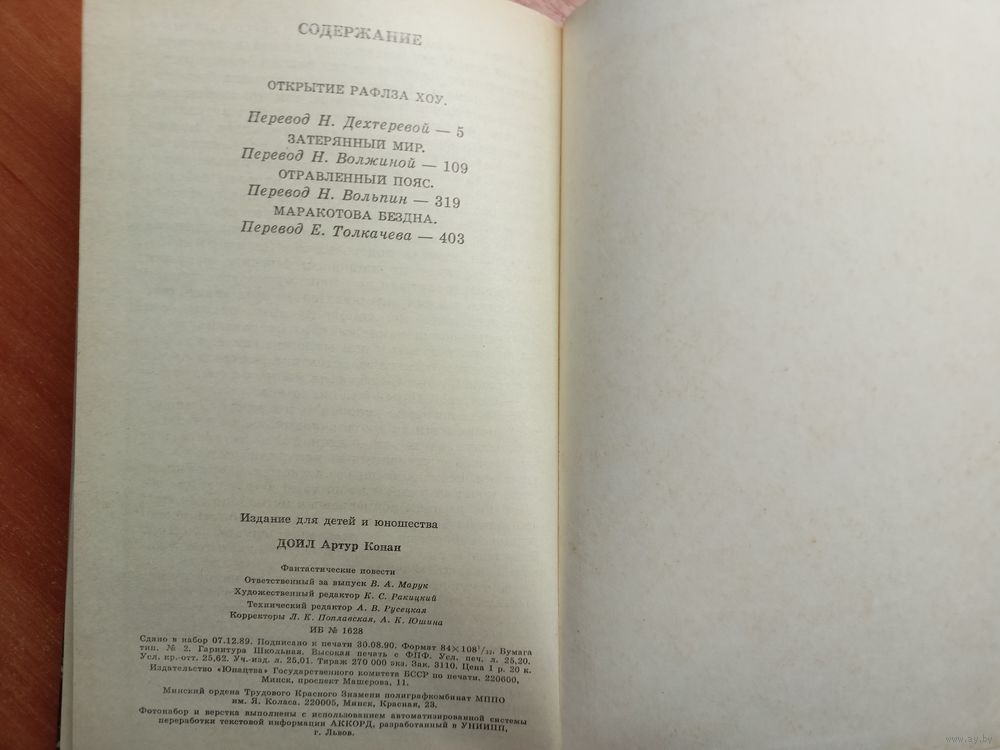 СОДЕРЖАНИЕ
ОТКРЫТИЕ РАФЛЗА ХОУ.
Перевод Н. Дехтеревой — 5
ЗАТЕРЯННЫЙ МИР.
Перевод Н. Волжиной — 109
ОТРАВЛЕННЫЙ ПОЯС.
Перевод Н. Вольпин — 319
МАРАКОТОВА БЕЗДНА.
Перевод Е. Толкачева — 403
Издание для детей и юношества
ДОЙЛ Артур Конан
Фантастические повести
Ответственный за выпуск В. А. Марук
Художественный редактор К. С. Ракицкий
Технический редактор А. В. Русецкая
Корректоры Л. К. Поплавская, А. К. Юшина
ИБ № 1628
Сдано в набор 07.12.89. Подписано к печати 30.08.90. Формат 84×108¹/₃₂. Бумага
тип. № 2. Гарнитура Школьная. Высокая печать с ФПФ. Усл. печ. л. 25,20.
Усл. кр.-отт. 25,62. Уч.-изд. л. 25,01. Тираж 270 000 экз. Зак. 3110. Цена 1 р. 20 к.
Издательство «Юнацтва» Государственного комитета БССР по печати. 220600,
Минск, проспект Машерова, 11.
Минский ордена Трудового Красного Знамени полиграфкомбинат МППО
им. Я. Коласа. 220005, Минск, Красная, 23.
Фотонабор и верстка выполнены с использованием автоматизированной системы
переработки текстовой информации АККОРД, разработанный в УНИИПП,
г. Львов.
www.ay.by